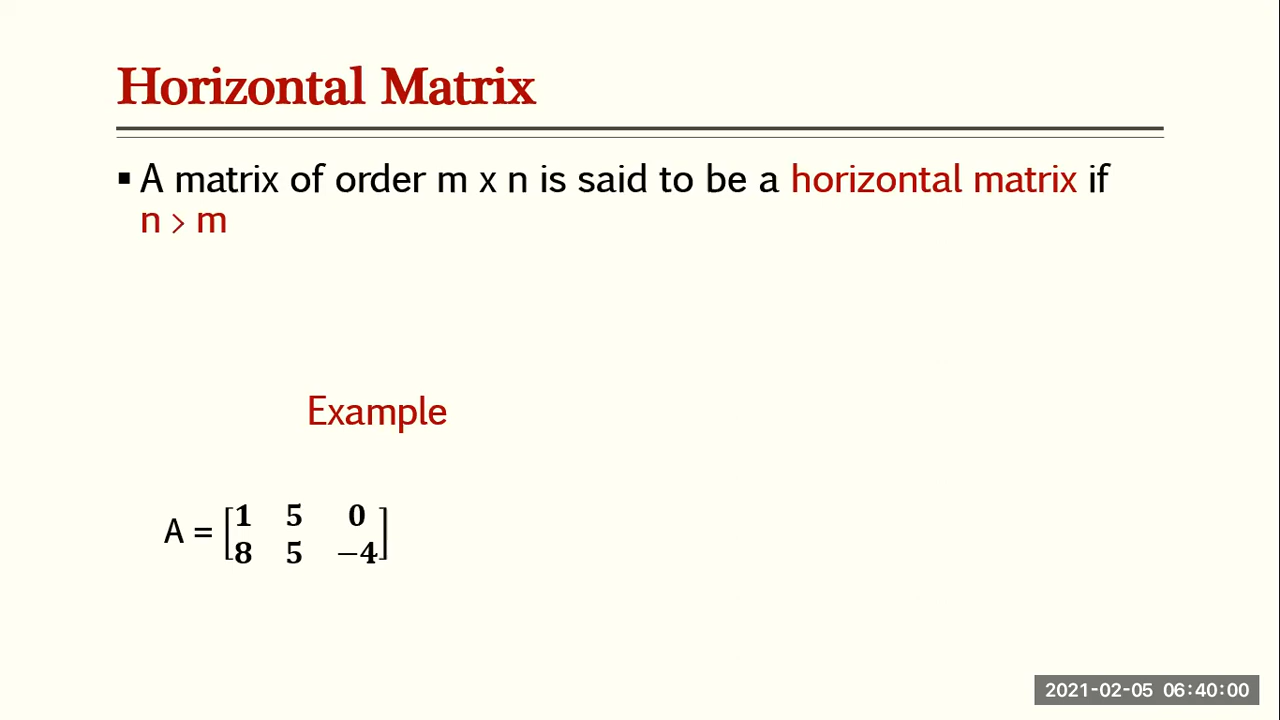 Horizontal Matrix
▪ A matrix of order m x n is said to be a horizontal matrix if
n > m
Example
A = [1 5 0
8 5 −4]
2021-02-05 06:40:00